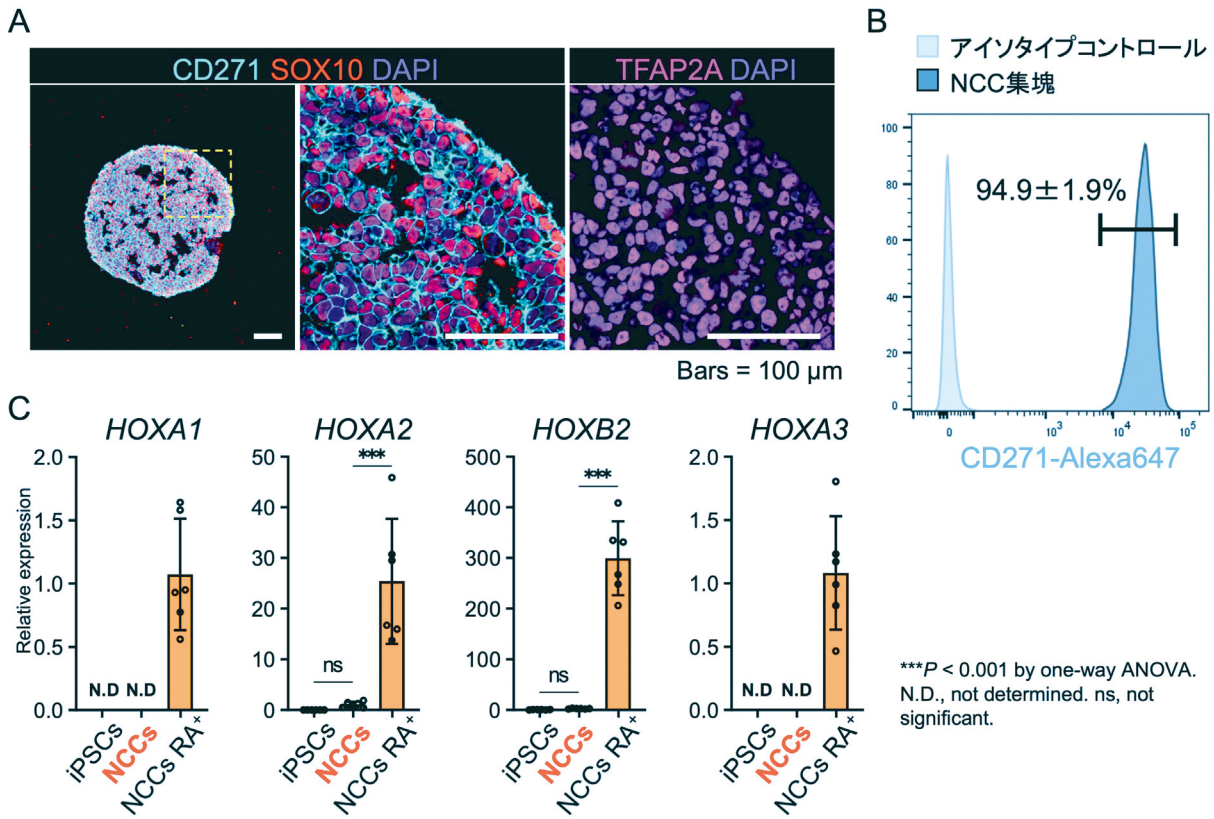 A
CD271 SOX10 DAPI
TFAP2A DAPI
Bars = 100 µm
B
アイソタイプコントロール
NCC集塊
100
80
60
40
20
0
94.9±1.9%
0 10³ 10⁴ 10⁵
CD271-Alexa647
C
Relative expression
HOXA1
2.0
1.5
1.0
0.5
0.0
N.D N.D
iPSCs
NCCs
NCCs RA⁺
HOXA2
50
40
30
20
10
0
***
ns
iPSCs
NCCs
NCCs RA⁺
HOXB2
500
400
300
200
100
0
***
ns
iPSCs
NCCs
NCCs RA⁺
HOXA3
2.0
1.5
1.0
0.5
0.0
N.D N.D
iPSCs
NCCs
NCCs RA⁺
***P < 0.001 by one-way ANOVA.
N.D., not determined. ns, not
significant.